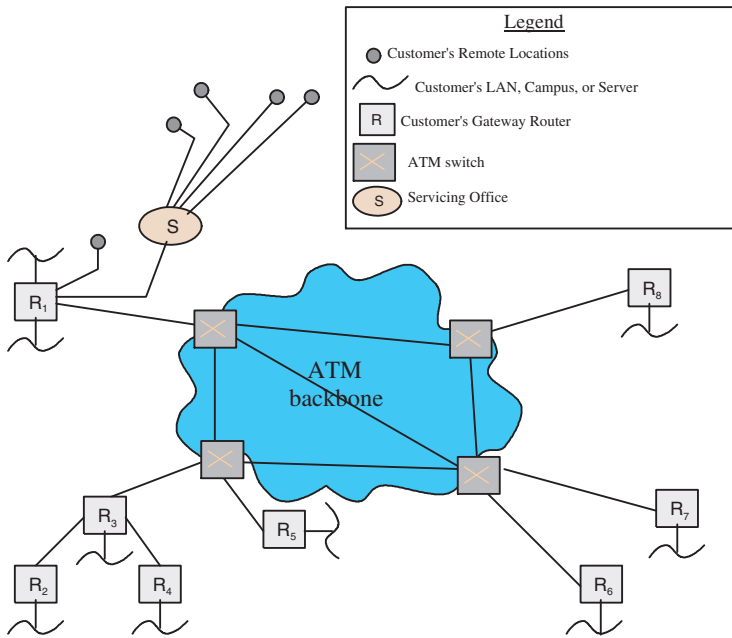 Legend
Customer's Remote Locations
Customer's LAN, Campus, or Server
R Customer's Gateway Router
ATM switch
S Servicing Office
S
R1
R8
ATM
backbone
R3
R5
R7
R2
R4
R6